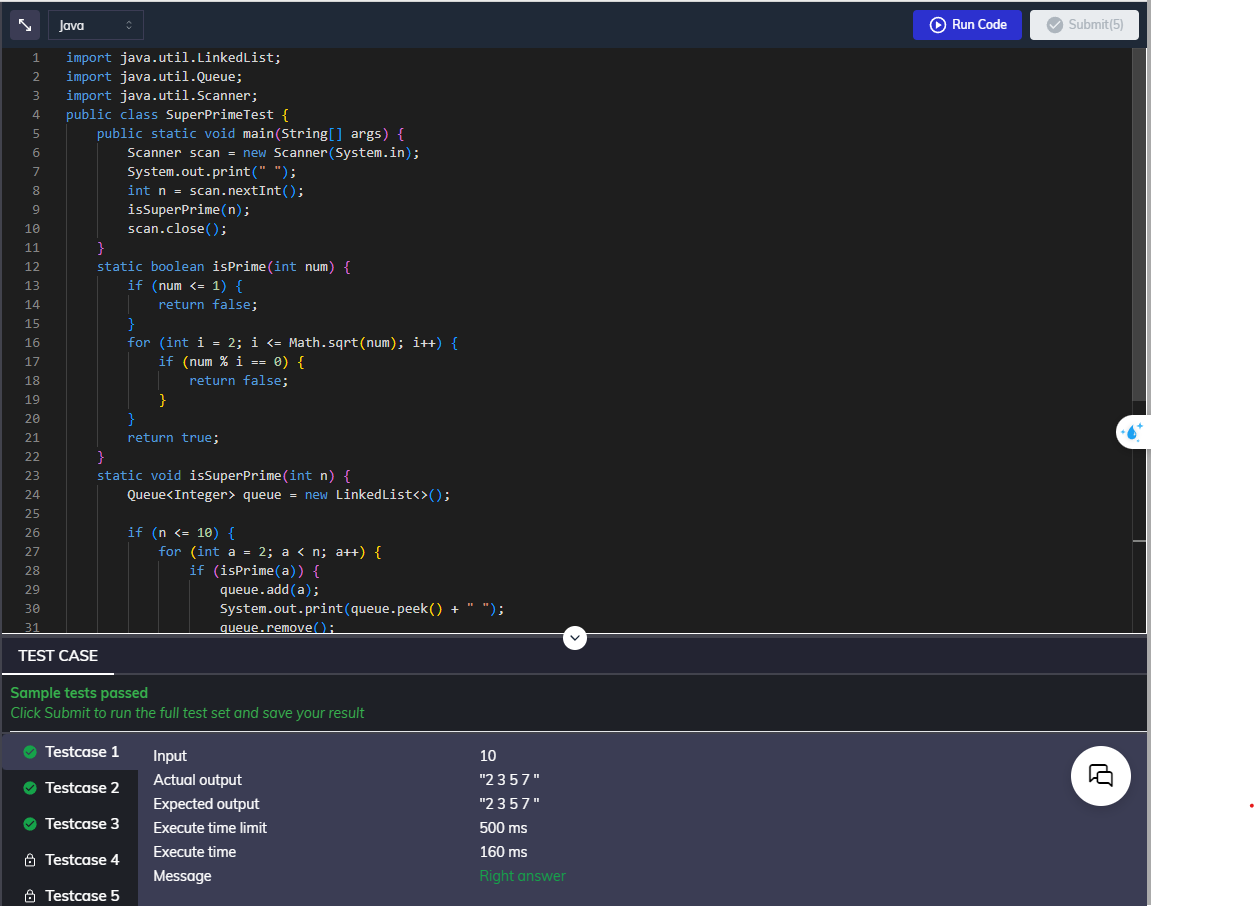 Java
Run Code
Submit(5)
1 import java.util.LinkedList;
2 import java.util.Queue;
3 import java.util.Scanner;
4 public class SuperPrimeTest {
5 public static void main(String[] args) {
6 Scanner scan = new Scanner(System.in);
7 System.out.print(" ");
8 int n = scan.nextInt();
9 isSuperPrime(n);
10 scan.close();
11 }
12 static boolean isPrime(int num) {
13 if (num <= 1) {
14 return false;
15 }
16 for (int i = 2; i <= Math.sqrt(num); i++) {
17 if (num % i == 0) {
18 return false;
19 }
20 }
21 return true;
22 }
23 static void isSuperPrime(int n) {
24 Queue<Integer> queue = new LinkedList<>();
25
26 if (n <= 10) {
27 for (int a = 2; a < n; a++) {
28 if (isPrime(a)) {
29 queue.add(a);
30 System.out.print(queue.peek() + " ");
31 queue.remove();
TEST CASE
Sample tests passed
Click Submit to run the full test set and save your result
Testcase 1
Testcase 2
Testcase 3
Testcase 4
Testcase 5
Input 10
Actual output "2 3 5 7 "
Expected output "2 3 5 7 "
Execute time limit 500 ms
Execute time 160 ms
Message Right answer